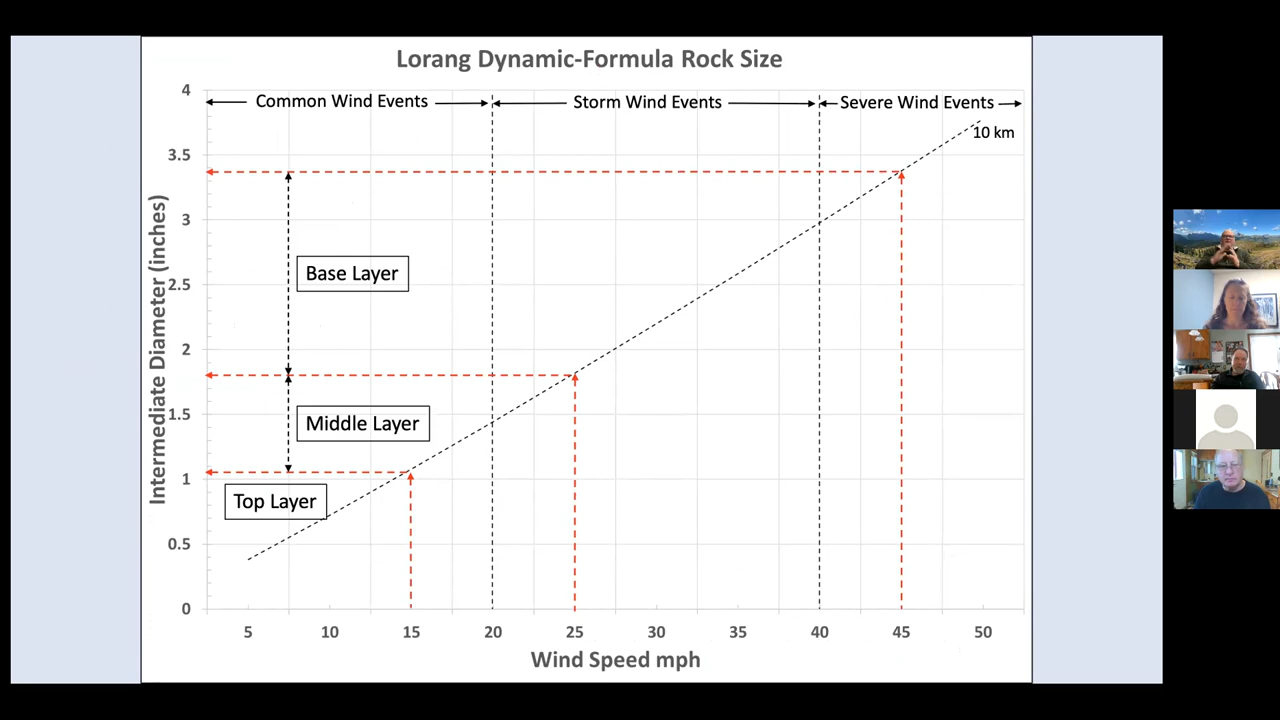 Lorang Dynamic-Formula Rock Size
Common Wind Events
Storm Wind Events
Severe Wind Events
10 km
4
3.5
3
2.5
2
1.5
1
0.5
0
Intermediate Diameter (inches)
Base Layer
Middle Layer
Top Layer
5 10 15 20 25 30 35 40 45 50
Wind Speed mph